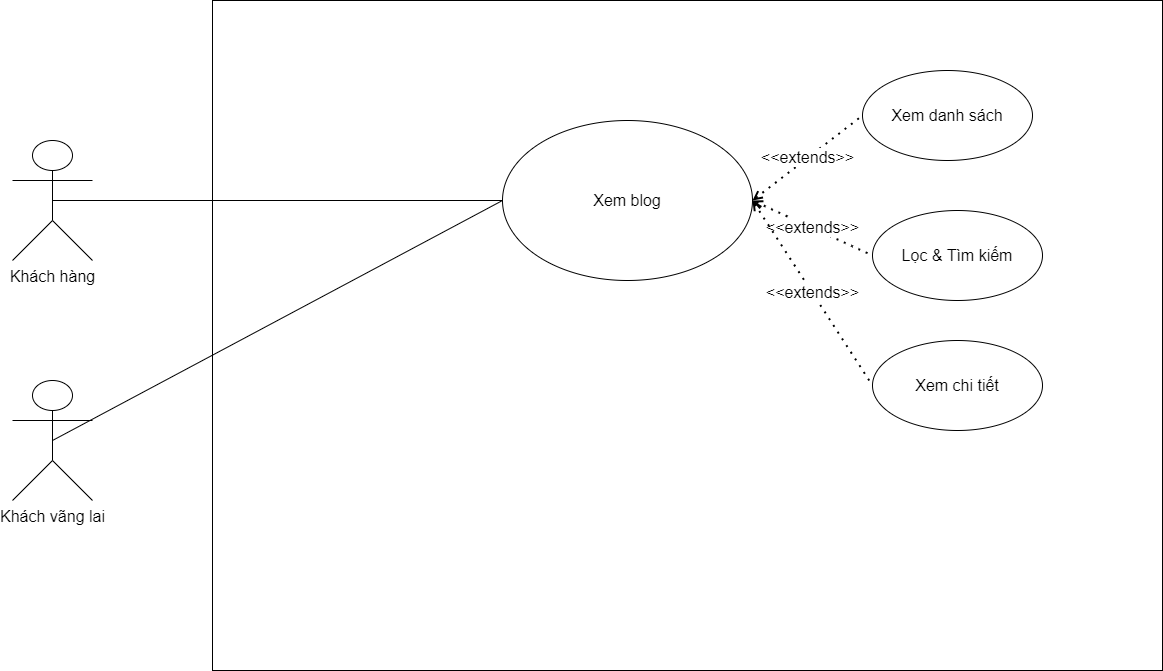 Xem danh sách
<<extends>>
Khách hàng
Xem blog
<<extends>>
Lọc & Tìm kiếm
<<extends>>
Xem chi tiết
Khách vãng lai